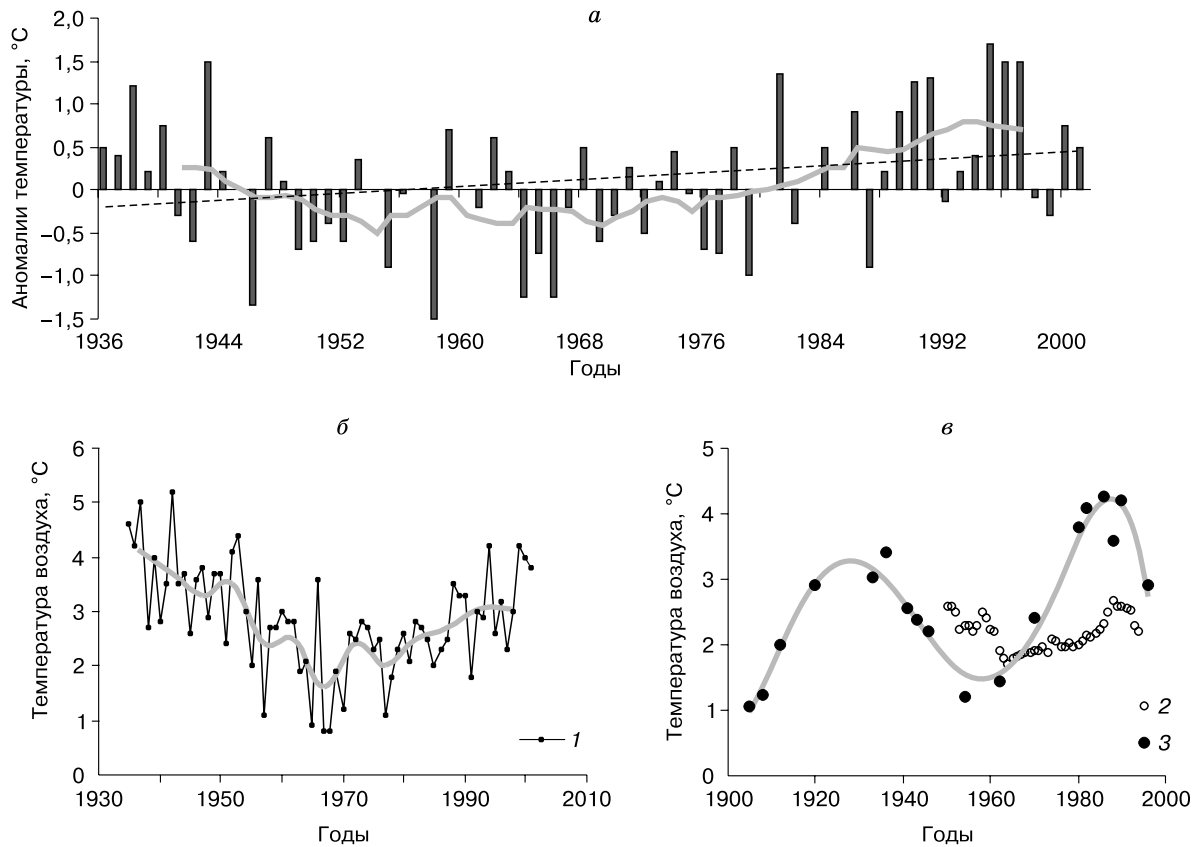 а
Аномалии температуры, °С
2,0
1,5
1,0
0,5
0
−0,5
−1,0
−1,5
1936 1944 1952 1960 1968 1976 1984 1992 2000
Годы
б
Температура воздуха, °С
6
5
4
3
2
1
0
1
1930 1950 1970 1990 2010
Годы
в
Температура воздуха, °С
5
4
3
2
1
0
2
3
1900 1920 1940 1960 1980 2000
Годы